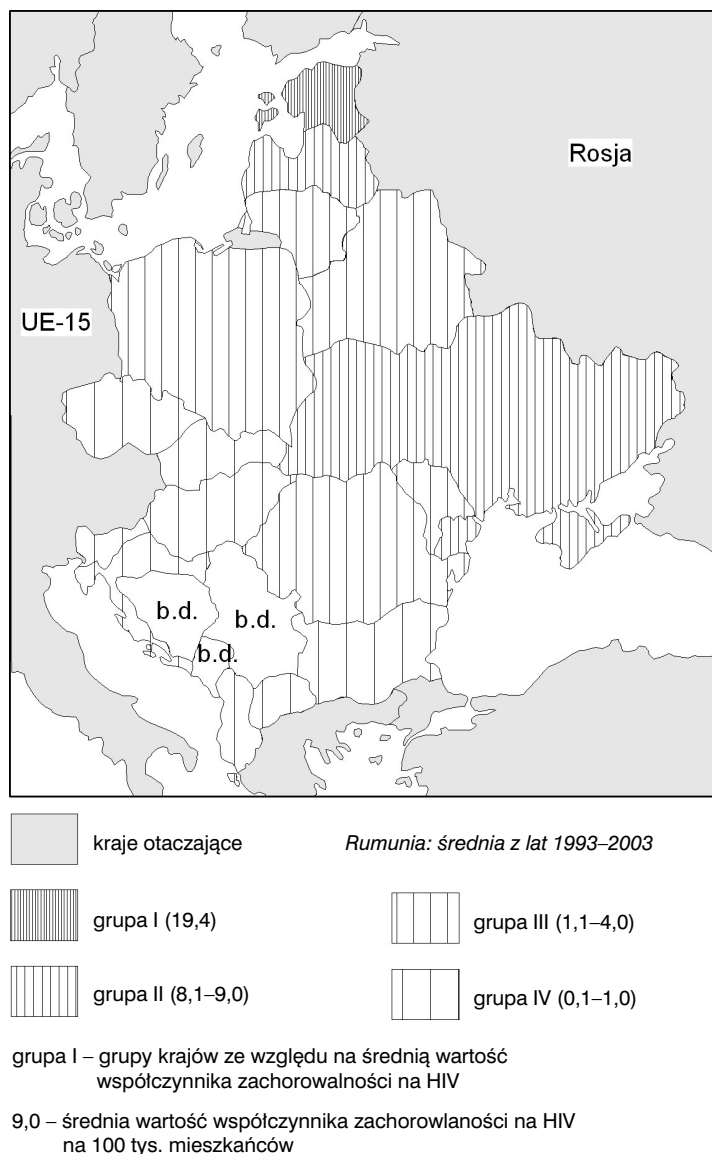 Rosja
UE-15
b.d.
b.d.
b.d.
kraje otaczające
Rumunia: średnia z lat 1993–2003
grupa I (19,4)
grupa III (1,1–4,0)
grupa II (8,1–9,0)
grupa IV (0,1–1,0)
grupa I – grupy krajów ze względu na średnią wartość
współczynnika zachorowalności na HIV
9,0 – średnia wartość współczynnika zachorowlaności na HIV
na 100 tys. mieszkańców